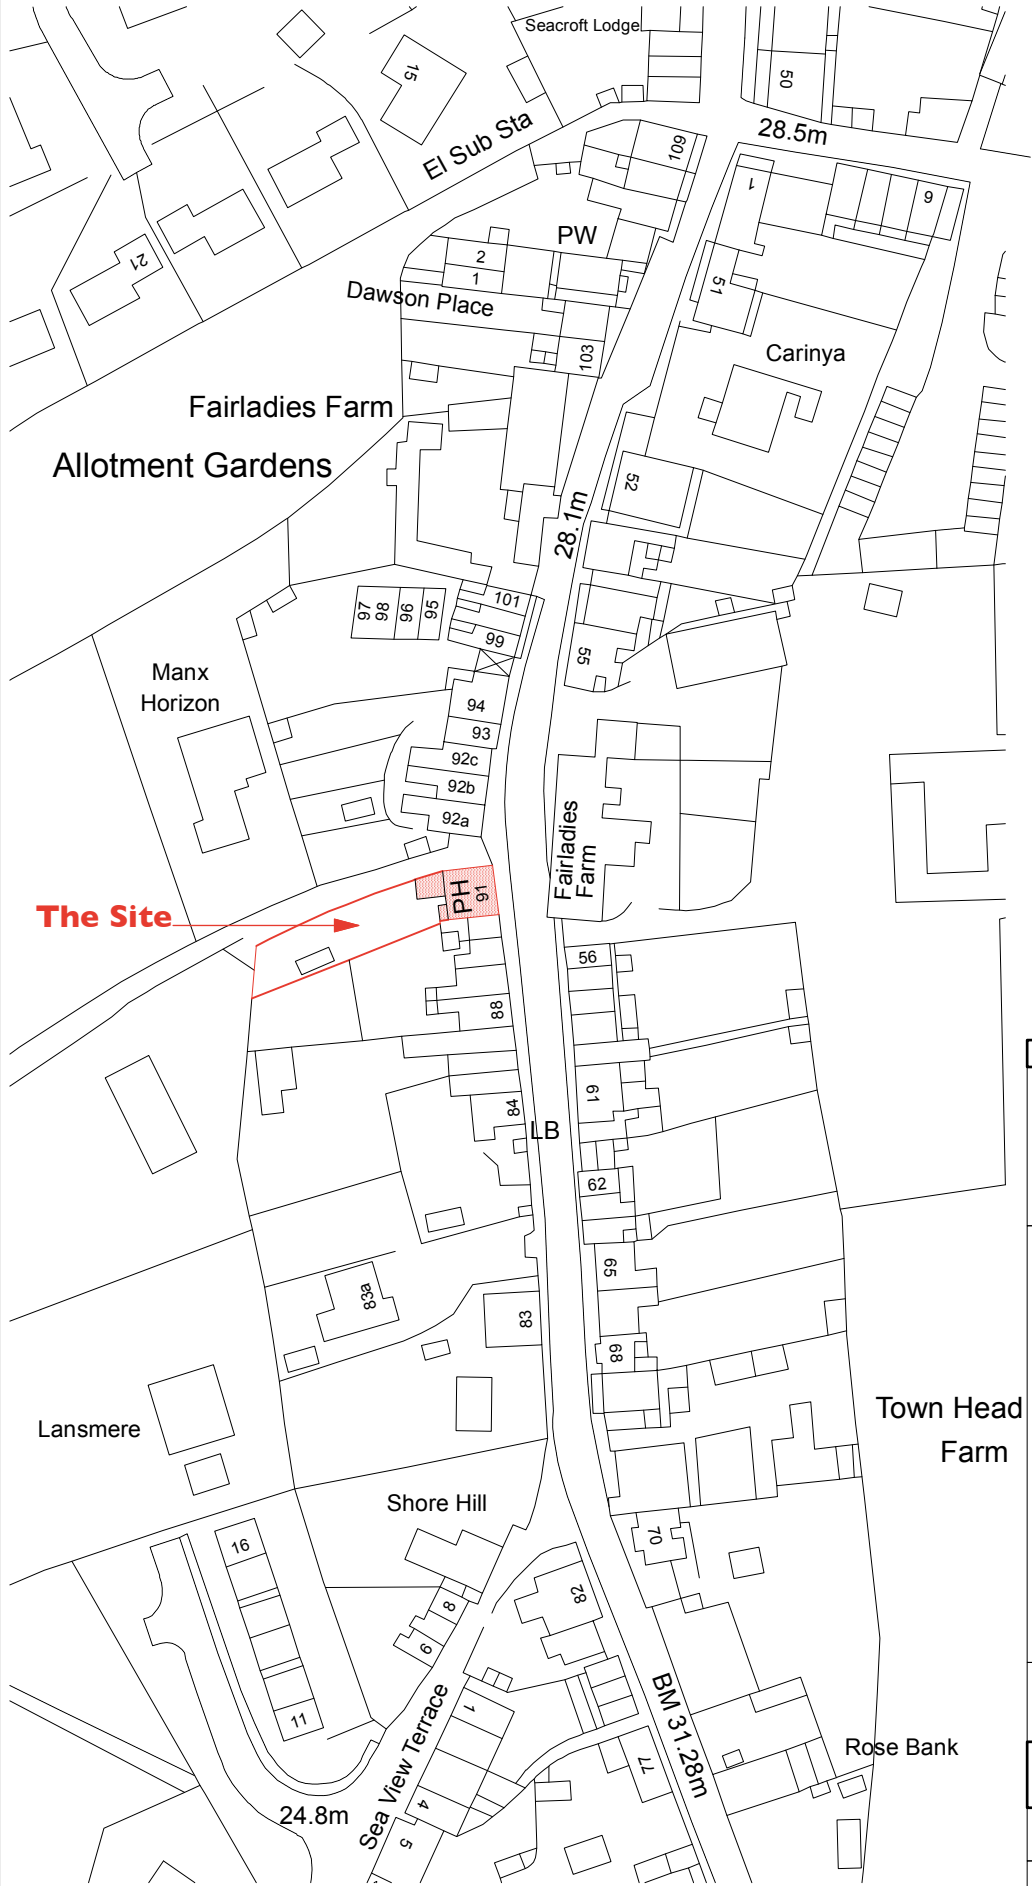 Seacroft Lodge
15
50
El Sub Sta
28.5m
109
1
9
PW
21
2
1
51
Dawson Place
103
Carinya
Fairladies Farm
Allotment Gardens
52
28.1m
97
98
96
95
101
99
55
Manx
Horizon
94
93
92c
92b
92a
Fairladies
Farm
PH
91
The Site
56
88
61
84
LB
62
65
83a
83
68
Lansmere
Town Head
Farm
Shore Hill
16
70
82
8
6
11
Sea View Terrace
1
BM 31.28m
77
Rose Bank
4
24.8m
5